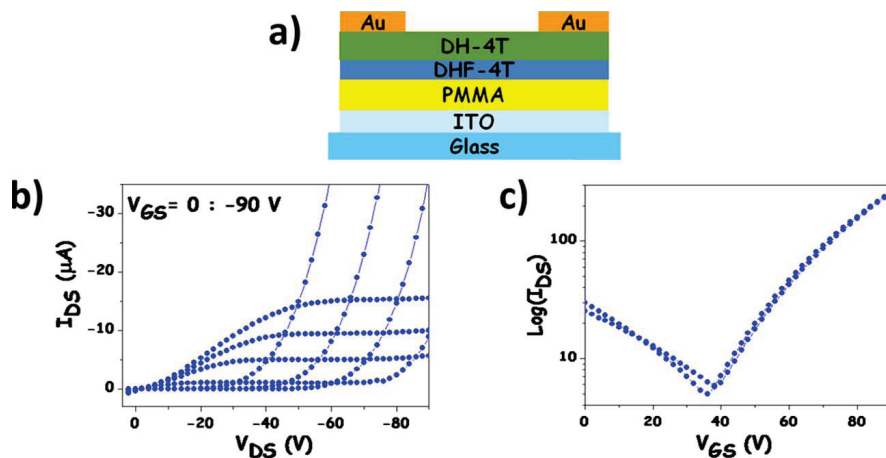 a)
Au Au
DH-4T
DHF-4T
PMMA
ITO
Glass
b)
V_GS= 0 : -90 V
I_DS (μA)
-30
-20
-10
0
0 -20 -40 -60 -80
V_DS (V)
c)
Log(I_DS)
100
10
0 20 40 60 80
V_GS (V)